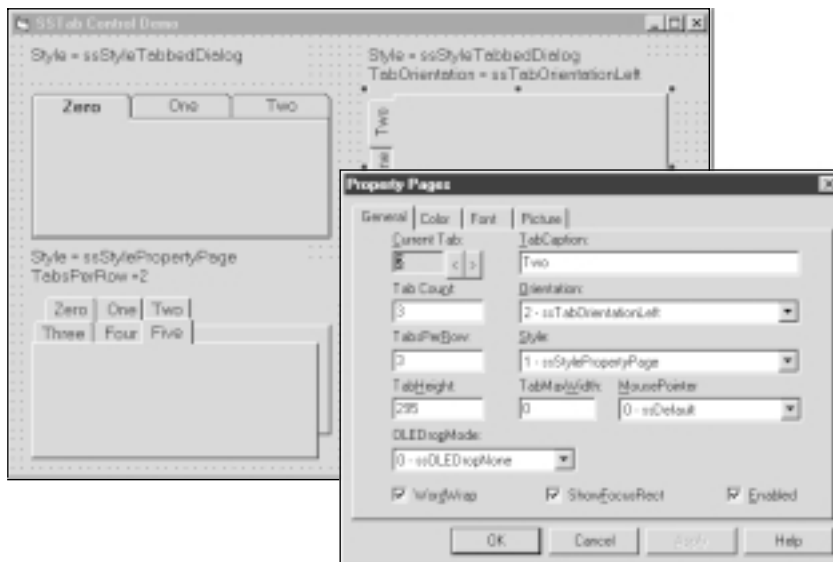 SSTab Control Demo
Style = ssStyleTabbedDialog
Zero One Two
Style = ssStyleTabbedDialog
TabOrientation = ssTabOrientationLeft
Two
Style = ssStylePropertyPage
TabsPerRow =2
Zero One Two
Three Four Five
Property Pages
General Color Font Picture
Current Tab: TabCaption:
< > Two
Tab Count Orientation:
3 2 - ssTabOrientationLeft
TabsPerRow: Style:
3 1 - ssStylePropertyPage
TabHeight: TabMaxWidth: MousePointer
295 0 0 - ssDefault
OLEDropMode:
0 - ssOLEDropNone
WordWrap ShowFocusRect Enabled
OK Cancel Apply Help